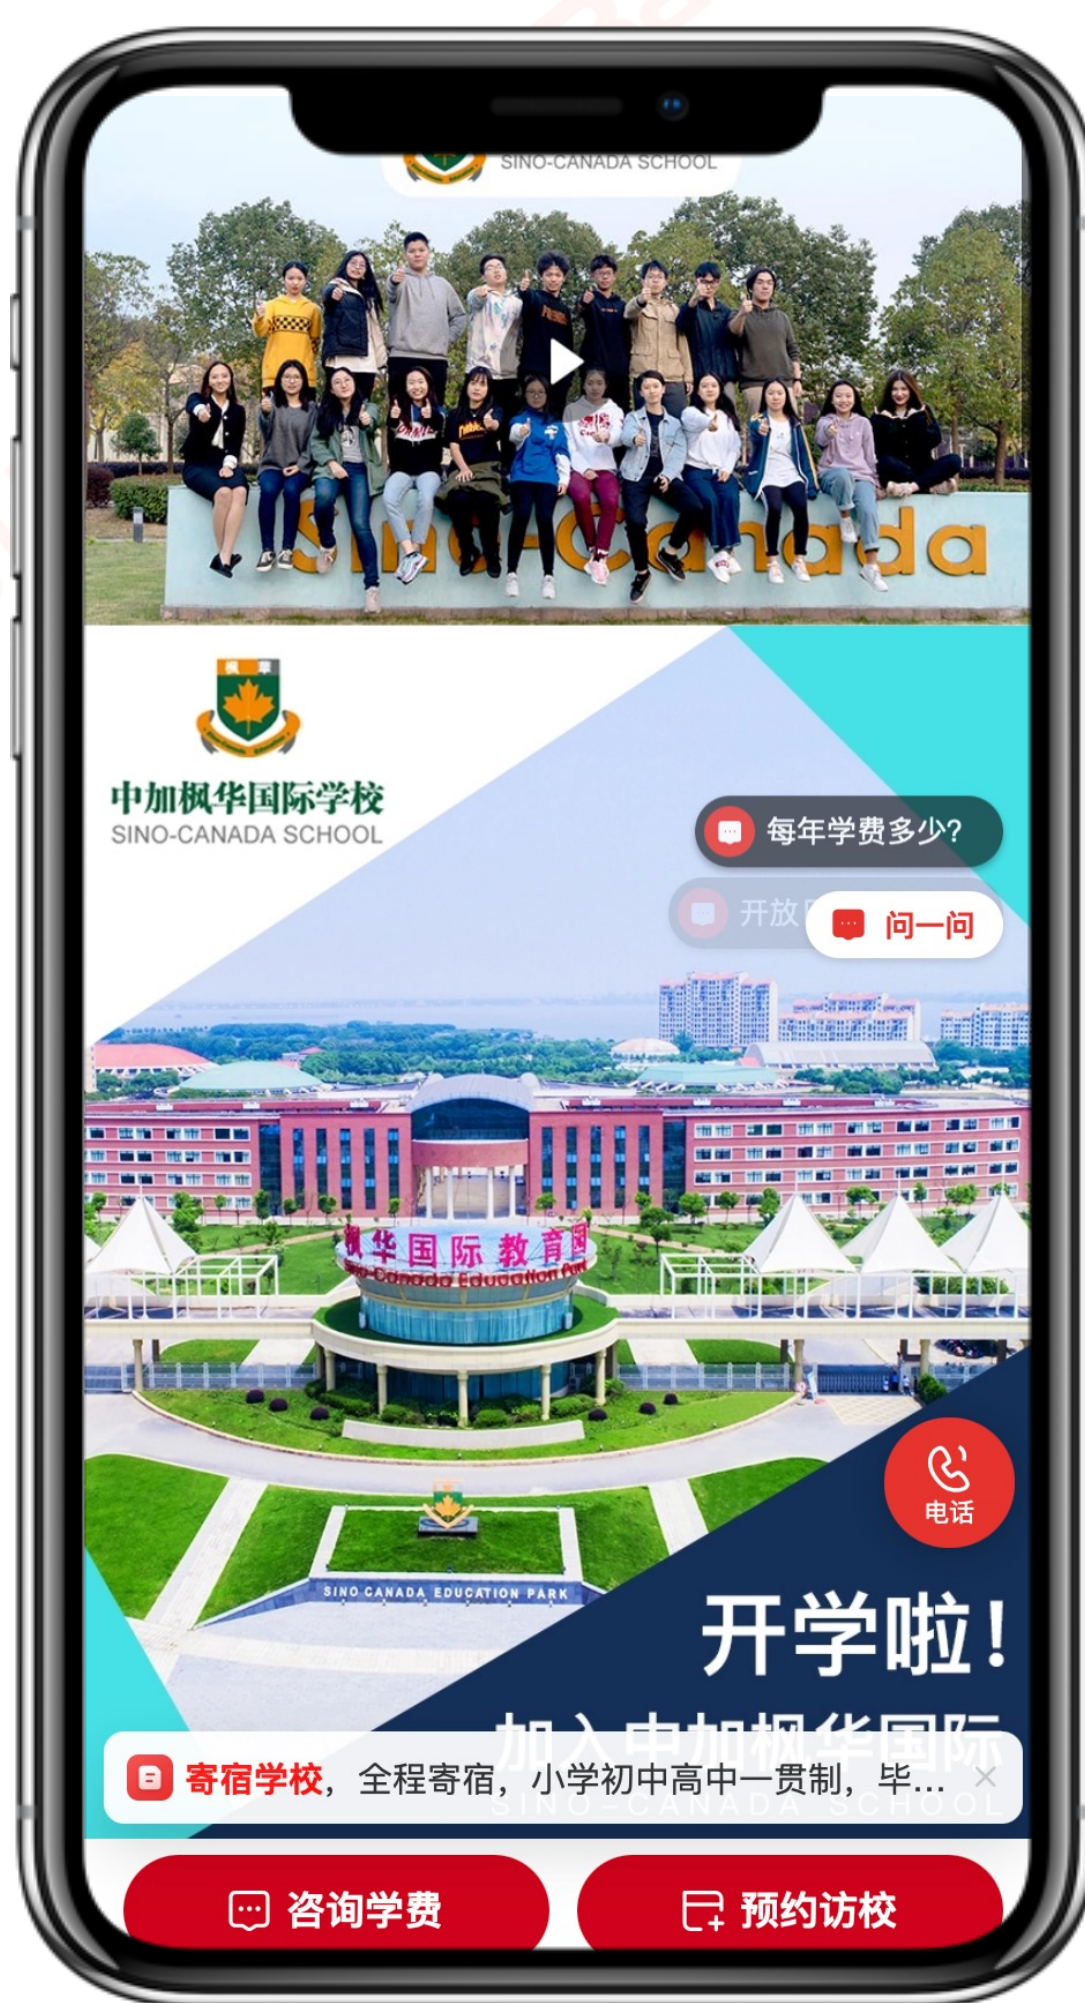 SINO-CANADA SCHOOL
Sino-Canada
枫 華
中加枫华国际学校
SINO-CANADA SCHOOL
每年学费多少?
开放
问一问
枫华国际教育园
Sino-Canada Education Park
电话
SINO CANADA EDUCATION PARK
开学啦!
加入中加枫华国际
寄宿学校，全程寄宿，小学初中高中一贯制，毕...
SINO-CANADA SCHOOL
咨询学费
预约访校